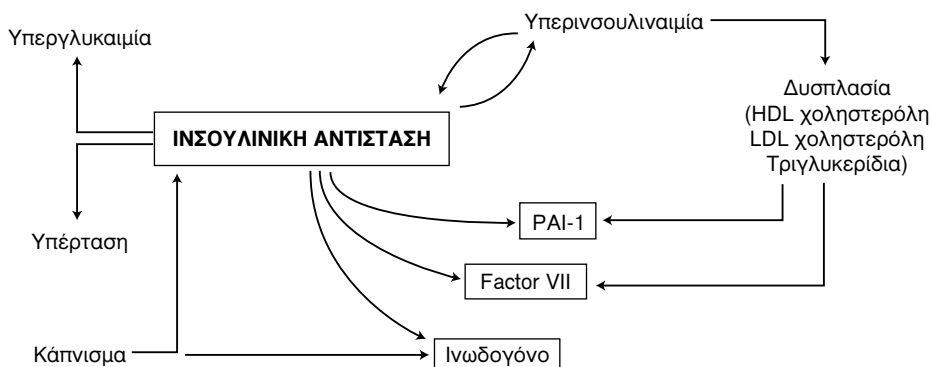 Υπερινσουλιναιμία
Υπεργλυκαιμία
Δυσπλασία
(HDL χοληστερόλη
LDL χοληστερόλη
Τριγλυκερίδια)
ΙΝΣΟΥΛΙΝΙΚΗ ΑΝΤΙΣΤΑΣΗ
PAI-1
Υπέρταση
Factor VII
Κάπνισμα
Ινωδογόνο